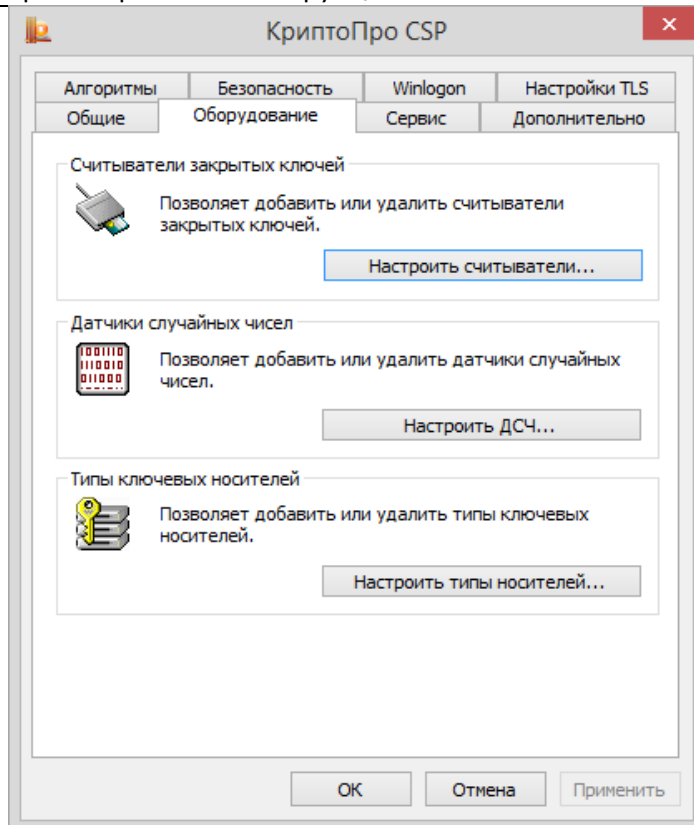 КриптоПро CSP
Алгоритмы Безопасность Winlogon Настройки TLS
Общие Оборудование Сервис Дополнительно
Считыватели закрытых ключей
Позволяет добавить или удалить считыватели
закрытых ключей.
Настроить считыватели...
Датчики случайных чисел
Позволяет добавить или удалить датчики случайных
чисел.
Настроить ДСЧ...
Типы ключевых носителей
Позволяет добавить или удалить типы ключевых
носителей.
Настроить типы носителей...
ОК Отмена Применить